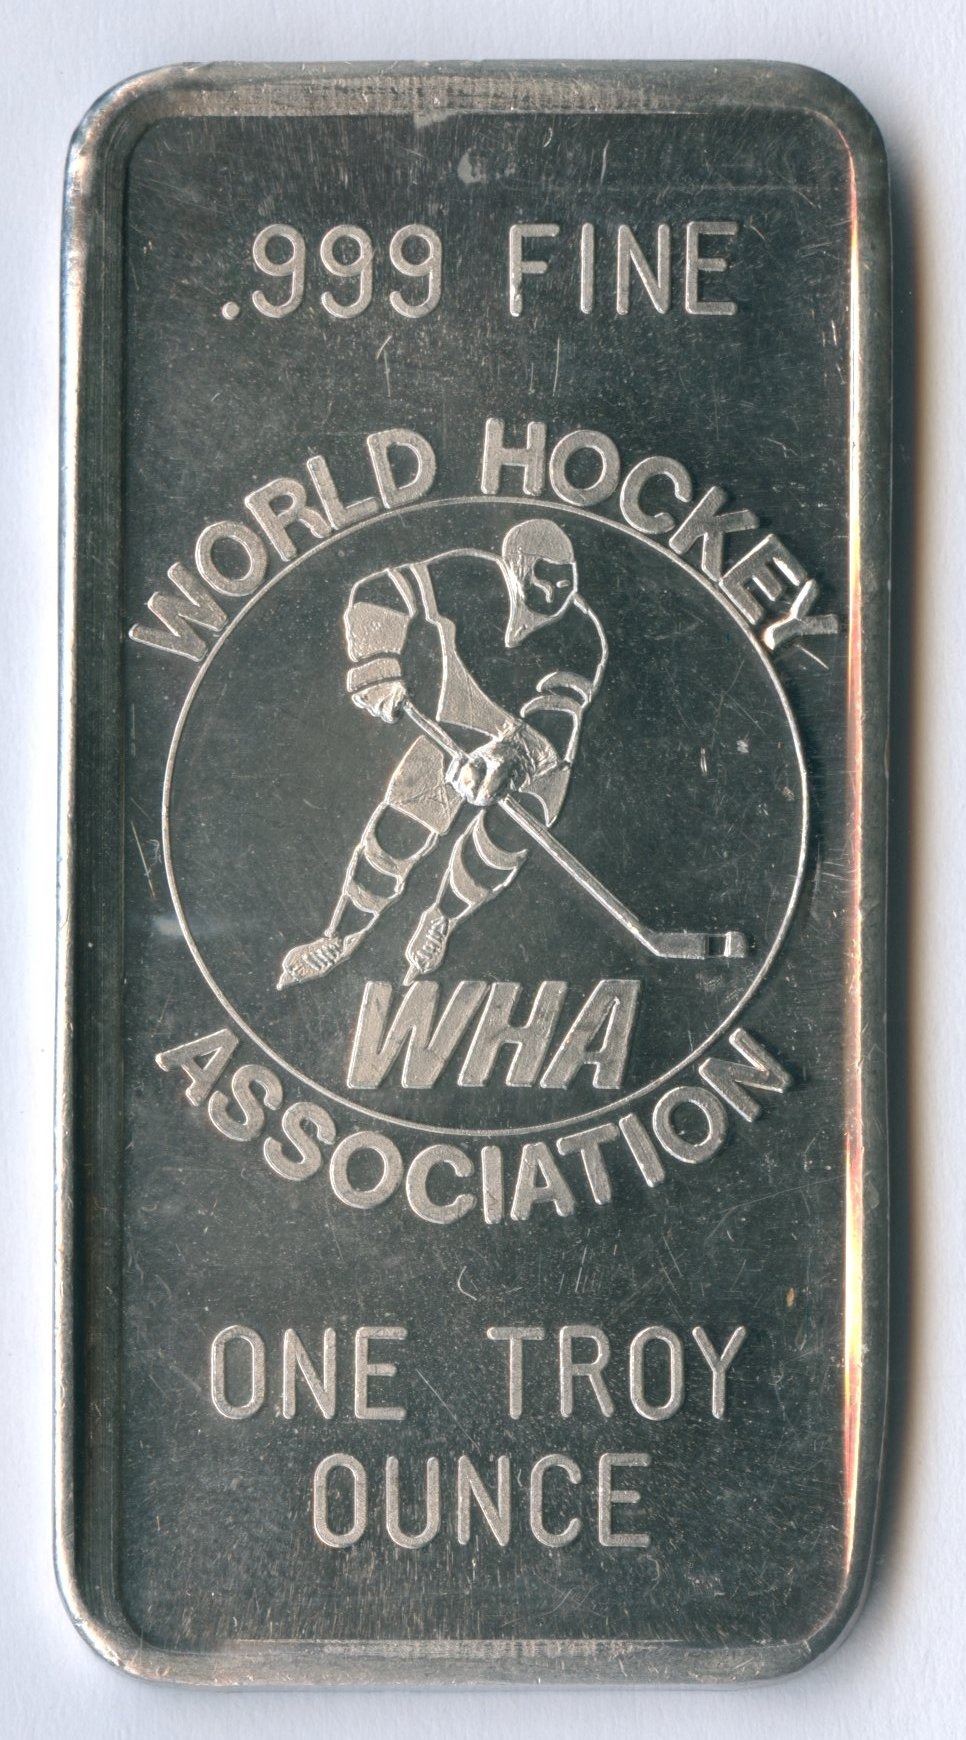 .999 FINE
WORLD HOCKEY
WHA
ASSOCIATION
ONE TROY
OUNCE